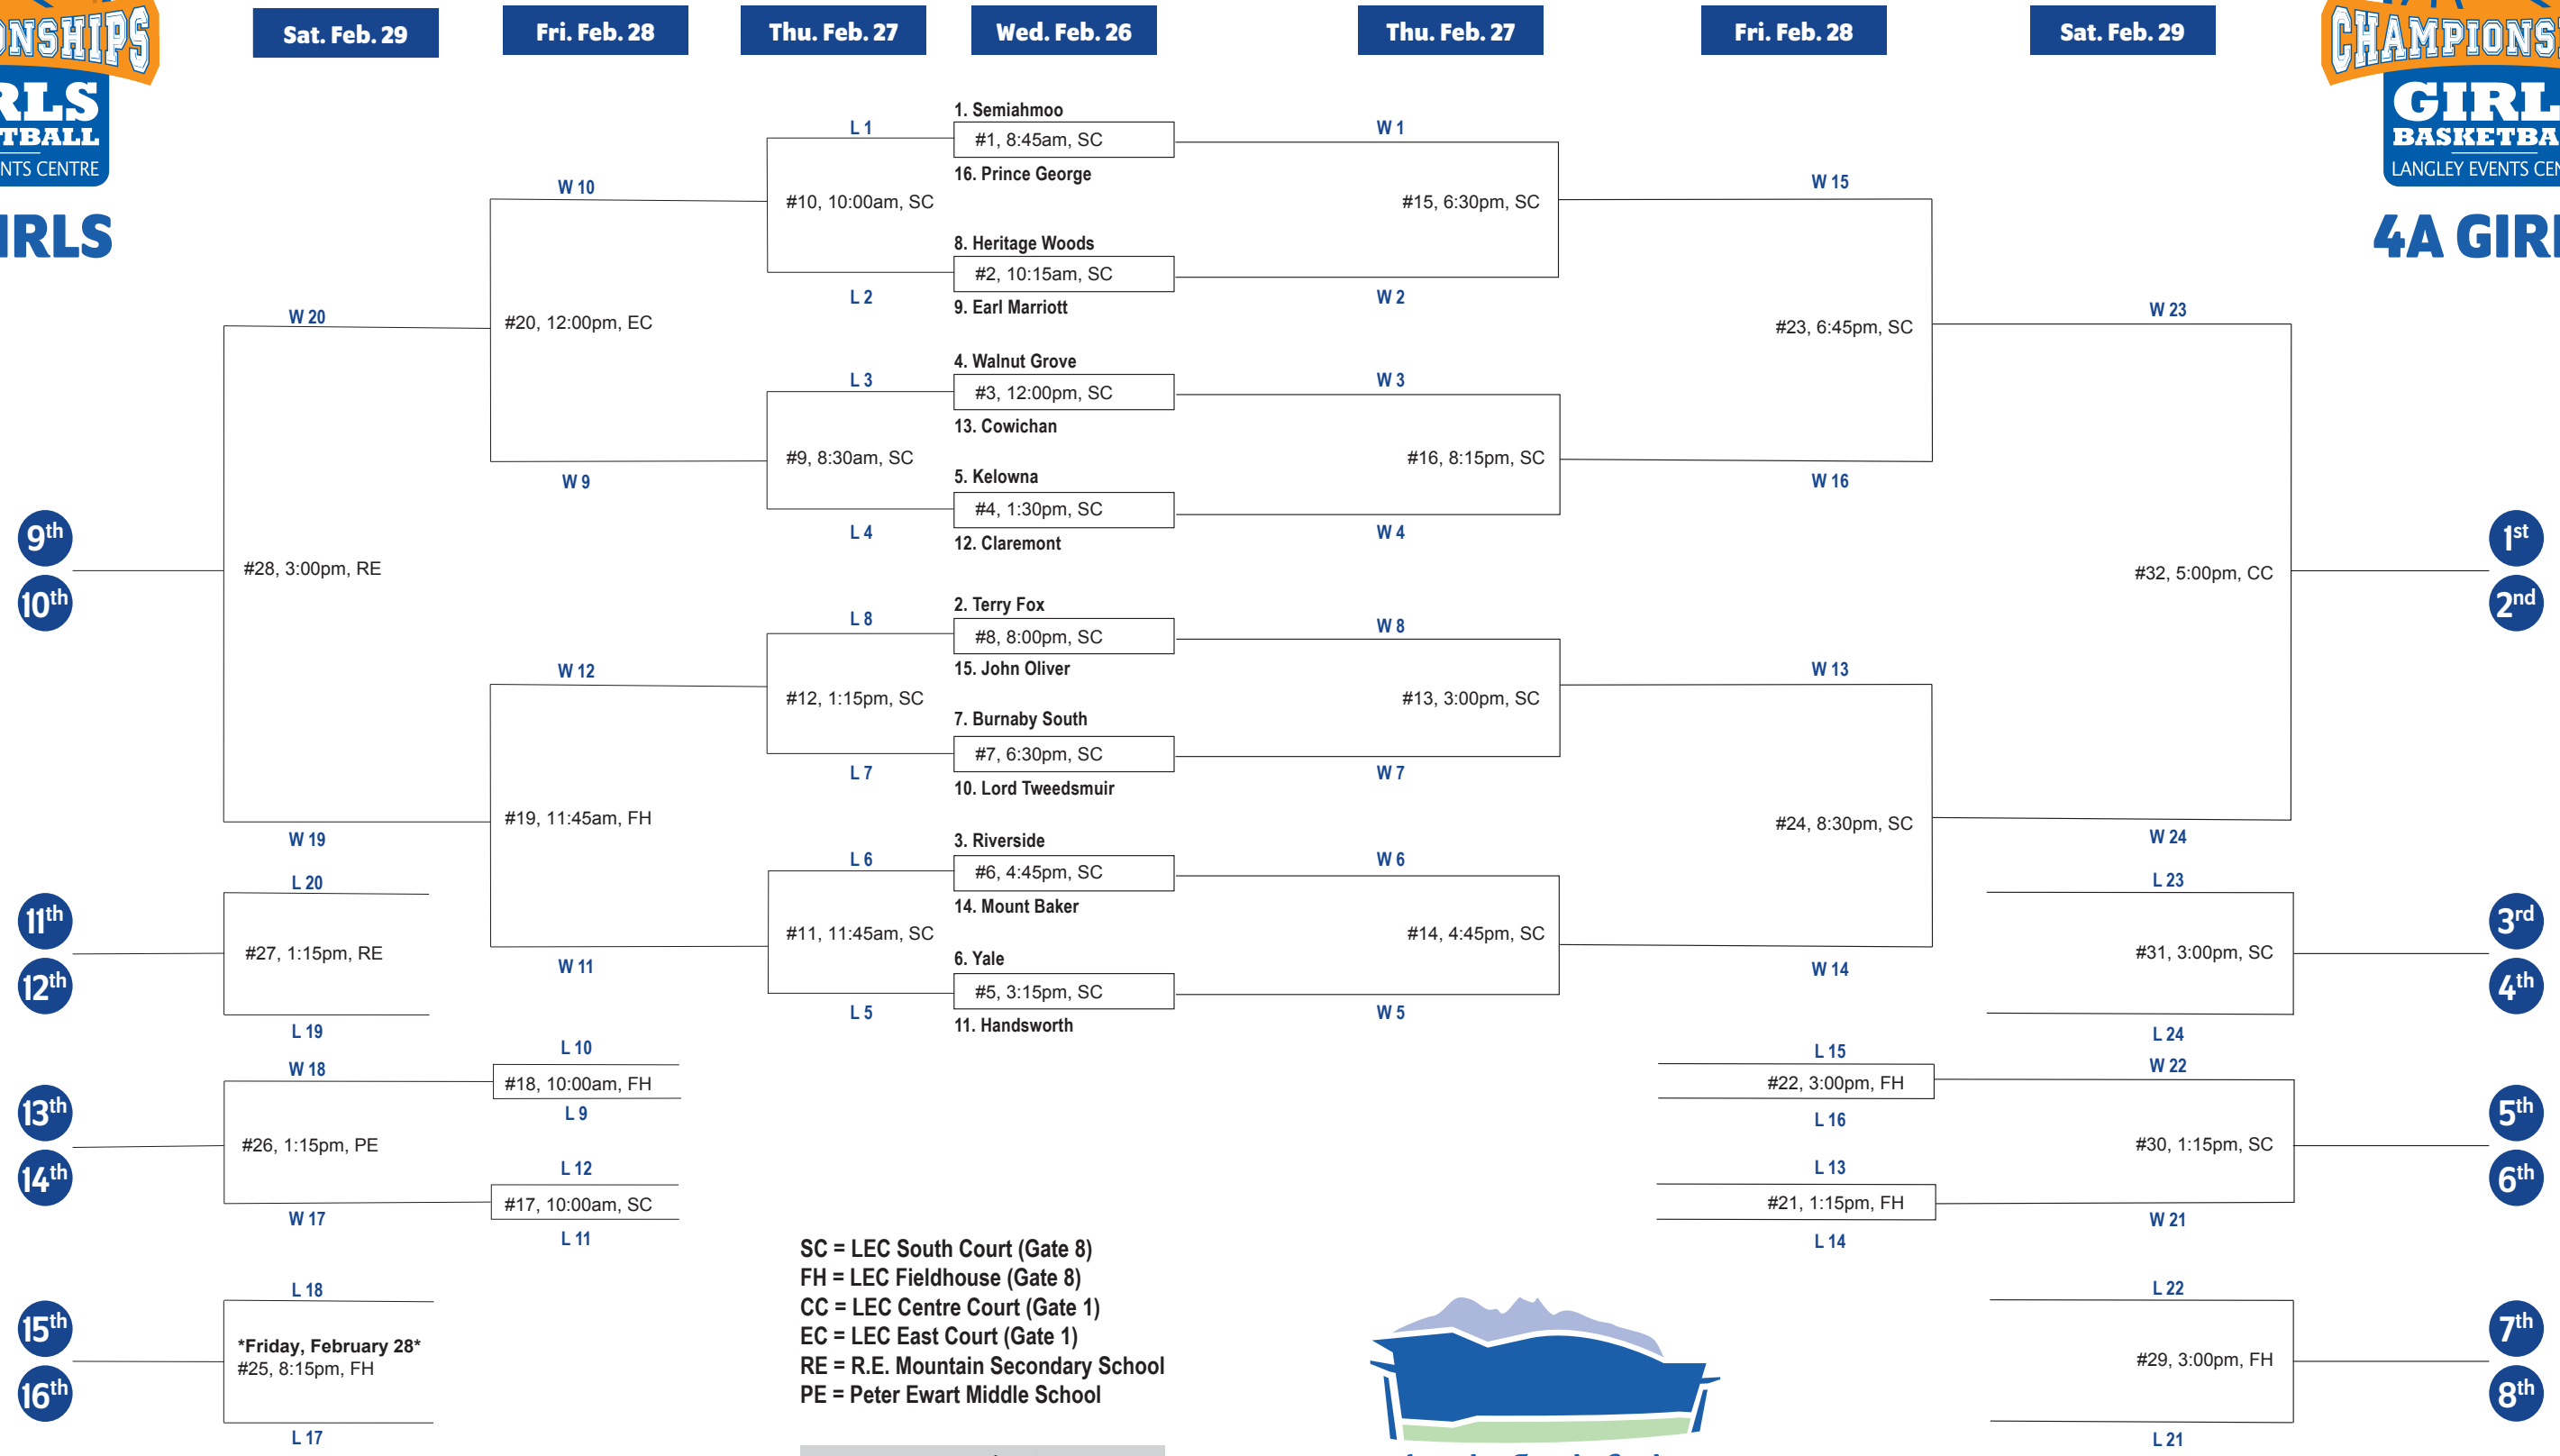 Sat. Feb. 29
Fri. Feb. 28
Thu. Feb. 27
Wed. Feb. 26
Thu. Feb. 27
Fri. Feb. 28
Sat. Feb. 29
ONSHIPS
RLS
TBALL
NTS CENTRE
IRLS
CHAMPIONS
GIRL
BASKETBA
LANGLEY EVENTS CEN
4A GIR
W 20
#28, 3:00pm, RE
W 19
9th
10th
L 20
#27, 1:15pm, RE
L 19
11th
12th
W 18
#26, 1:15pm, PE
W 17
13th
14th
L 18
*Friday, February 28*
#25, 8:15pm, FH
L 17
15th
16th
W 10
#20, 12:00pm, EC
W 9
W 12
#19, 11:45am, FH
W 11
L 10
#18, 10:00am, FH
L 9
L 12
#17, 10:00am, SC
L 11
L 1
#10, 10:00am, SC
L 2
L 3
#9, 8:30am, SC
L 4
L 8
#12, 1:15pm, SC
L 7
L 6
#11, 11:45am, SC
L 5
1. Semiahmoo
#1, 8:45am, SC
16. Prince George
8. Heritage Woods
#2, 10:15am, SC
9. Earl Marriott
4. Walnut Grove
#3, 12:00pm, SC
13. Cowichan
5. Kelowna
#4, 1:30pm, SC
12. Claremont
2. Terry Fox
#8, 8:00pm, SC
15. John Oliver
7. Burnaby South
#7, 6:30pm, SC
10. Lord Tweedsmuir
3. Riverside
#6, 4:45pm, SC
14. Mount Baker
6. Yale
#5, 3:15pm, SC
11. Handsworth
W 1
#15, 6:30pm, SC
W 2
W 3
#16, 8:15pm, SC
W 4
W 8
#13, 3:00pm, SC
W 7
W 6
#14, 4:45pm, SC
W 5
W 15
#23, 6:45pm, SC
W 16
W 13
#24, 8:30pm, SC
W 14
L 15
#22, 3:00pm, FH
L 16
L 13
#21, 1:15pm, FH
L 14
W 23
#32, 5:00pm, CC
W 24
1st
2nd
L 23
#31, 3:00pm, SC
L 24
3rd
4th
W 22
#30, 1:15pm, SC
W 21
5th
6th
L 22
#29, 3:00pm, FH
L 21
7th
8th
SC = LEC South Court (Gate 8)
FH = LEC Fieldhouse (Gate 8)
CC = LEC Centre Court (Gate 1)
EC = LEC East Court (Gate 1)
RE = R.E. Mountain Secondary School
PE = Peter Ewart Middle School